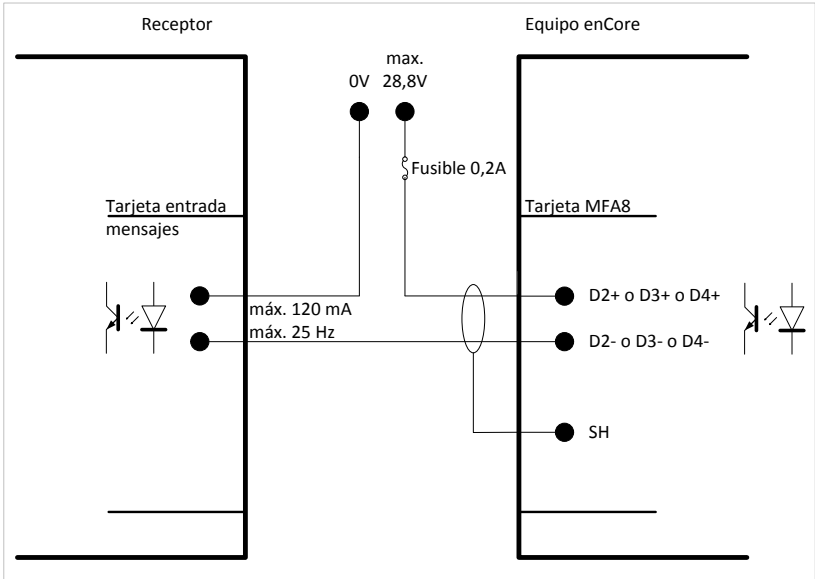 Receptor
Equipo enCore
max.
0V
28,8V
Fusible 0,2A
Tarjeta entrada
mensajes
Tarjeta MFA8
D2+ o D3+ o D4+
máx. 120 mA
máx. 25 Hz
D2- o D3- o D4-
SH